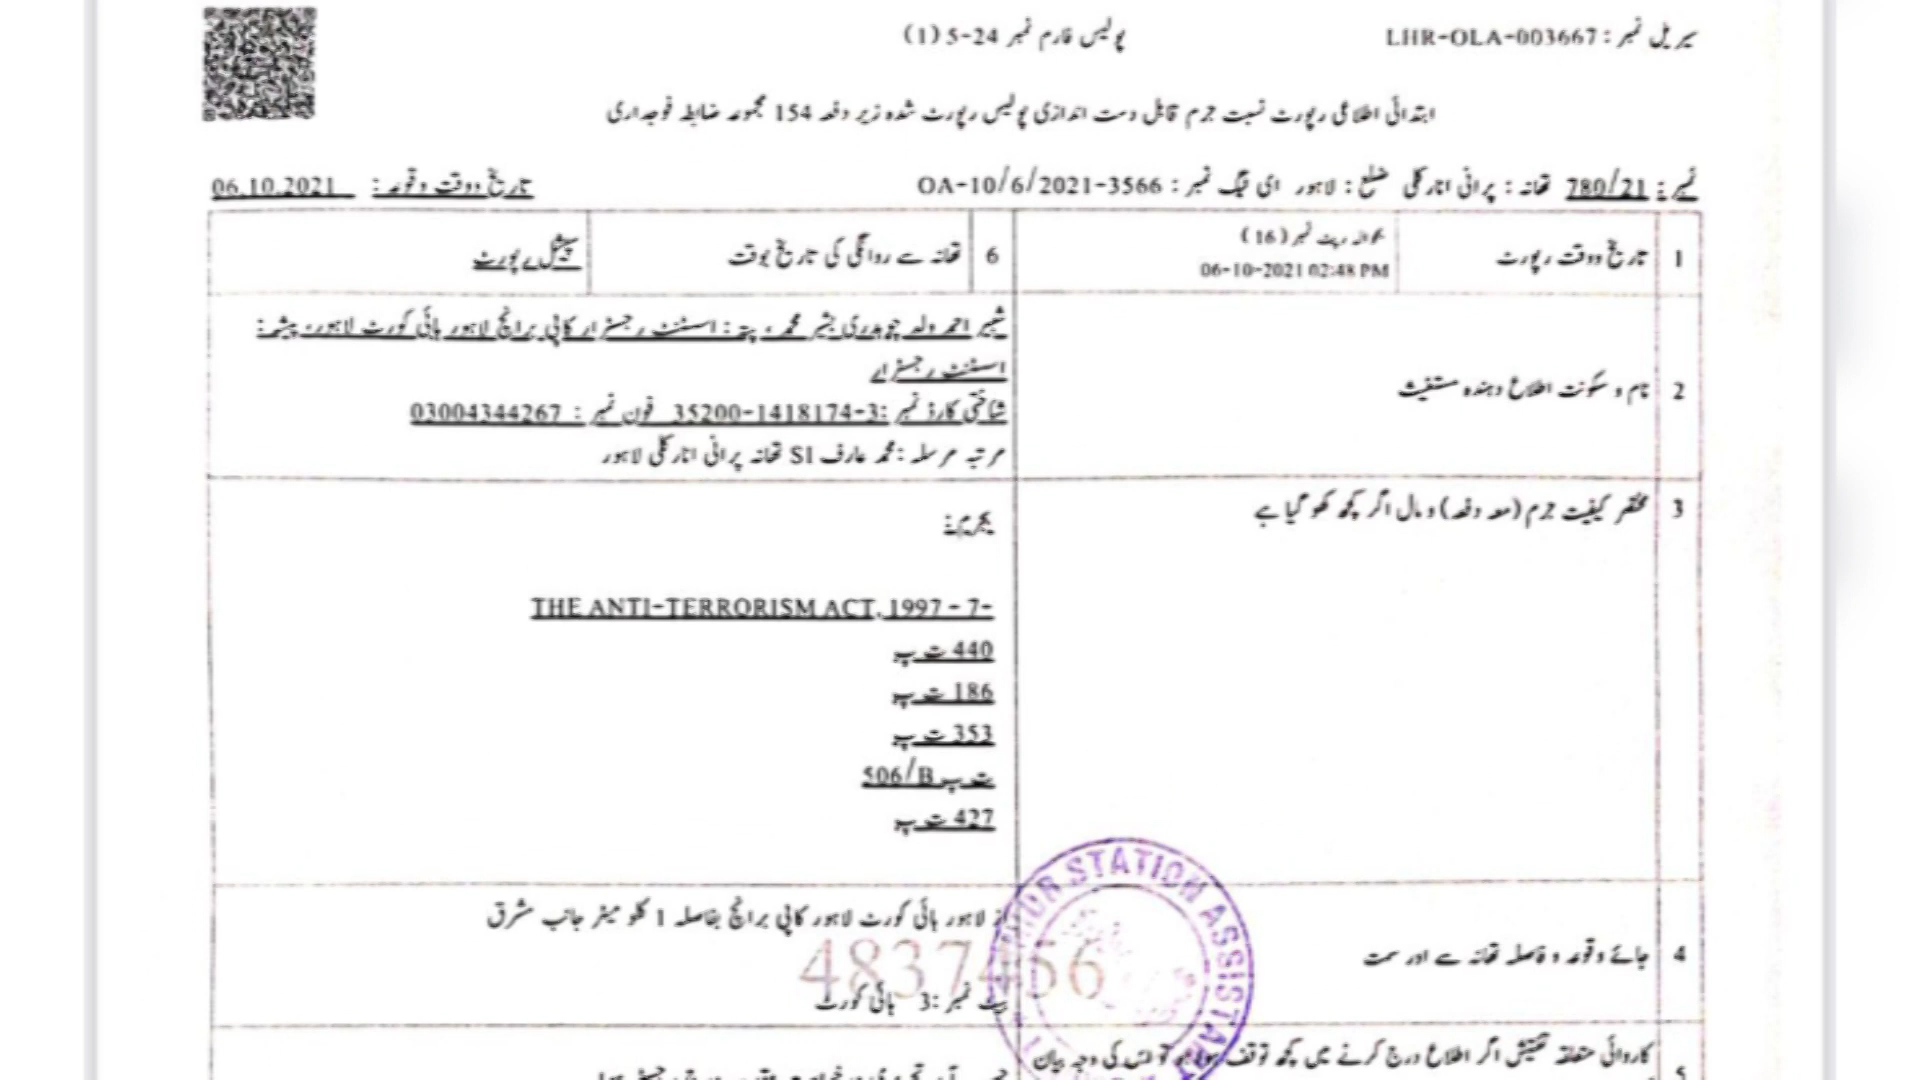 سیریل نمبر : LHR-OLA-003667
پولیس فارم نمبر 24-5 (1)
ابتدائی اطلاعی رپورٹ نسبت جرم قابل دست اندازی پولیس رپورٹ شدہ زیر دفعہ 154 مجموعہ ضابطہ فوجداری
نمبر : 780/21 تھانہ : پرانی انارکلی ضلع : لاہور ای ٹیگ نمبر : OA-10/6/2021-3566 تاریخ ووقت وقوعہ : 06.10.2021
1 تاریخ ووقت رپورٹ
بحوالہ رپٹ نمبر (16)
06-10-2021 02:48 PM
6 تھانہ سے روانگی کی تاریخ بوقت
سپیشل رپورٹ
2 نام و سکونت اطلاع دہندہ مستغیث
شبیر احمد ولد چوہدری بشیر محمد ، پتہ : اسسٹنٹ رجسٹرار کاپی برانچ لاہور ہائی کورٹ لاہور، پیشہ :
اسسٹنٹ رجسٹرار
شناختی کارڈ نمبر :3-1418174-35200 فون نمبر : 03004344267
مرتبہ مرسلہ : محمد عارف SI تھانہ پرانی انارکلی لاہور
3 مختصر کیفیت جرم (معہ دفعہ) و مال اگر کچھ کھو گیا ہے
بجرم :
THE ANTI-TERRORISM ACT, 1997 - 7-
440 ت پ
186 ت پ
353 ت پ
ت پ 506/B
427 ت پ
4 جائے وقوعہ و فاصلہ تھانہ سے اور سمت
از لاہور ہائی کورٹ لاہور کاپی برانچ بفاصلہ 1 کلو میٹر جانب مشرق
4837456
بیٹ نمبر :3 ہائی کورٹ
STATION ASSISTANT
5 کاروائی متعلقہ تفتیش اگر اطلاع درج کرنے میں کچھ توقف ہوا ہو تو اس کی وجہ بیان